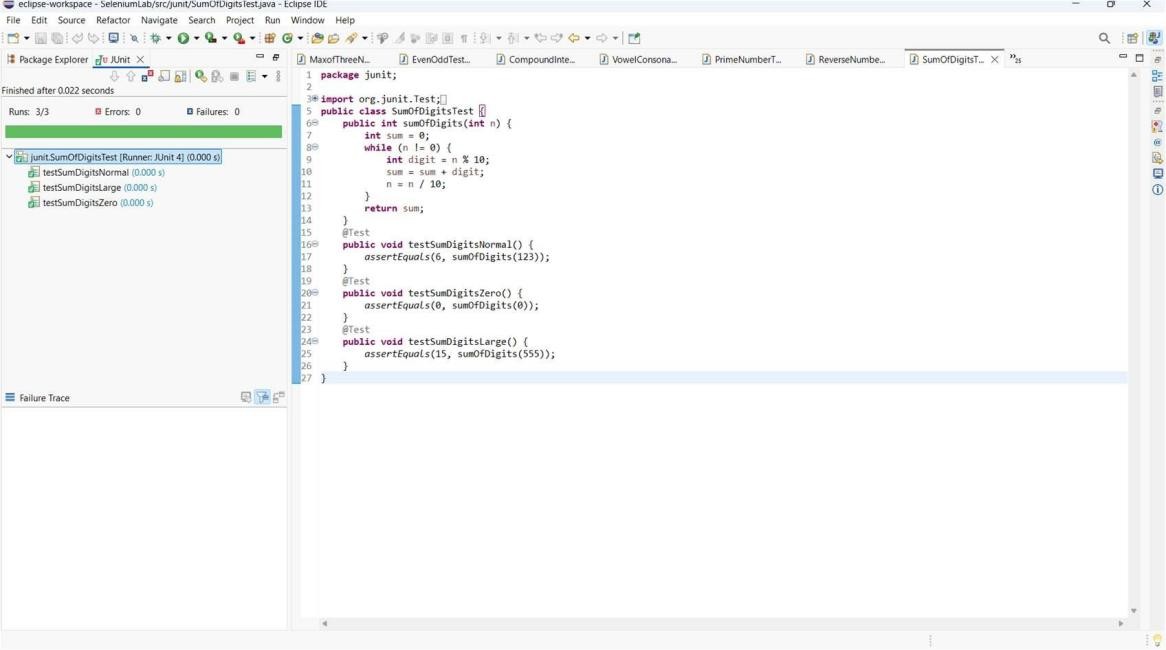 eclipse-workspace - SeleniumLab/src/junit/SumOfDigitsTest.java - Eclipse IDE
File Edit Source Refactor Navigate Search Project Run Window Help
Package Explorer JUnit
MaxofThreeN... EvenOddTest... CompoundInte... VowelConsona... PrimeNumberT... ReverseNumbe... SumOfDigitsT... »25
Finished after 0.022 seconds
Runs: 3/3 Errors: 0 Failures: 0
junit.SumOfDigitsTest [Runner: JUnit 4] (0.000 s)
testSumDigitsNormal (0.000 s)
testSumDigitsLarge (0.000 s)
testSumDigitsZero (0.000 s)
Failure Trace
1 package junit;
2
3 import org.junit.Test;
5 public class SumOfDigitsTest {
6 public int sumOfDigits(int n) {
7 int sum = 0;
8 while (n != 0) {
9 int digit = n % 10;
10 sum = sum + digit;
11 n = n / 10;
12 }
13 return sum;
14 }
15 @Test
16 public void testSumDigitsNormal() {
17 assertEquals(6, sumOfDigits(123));
18 }
19 @Test
20 public void testSumDigitsZero() {
21 assertEquals(0, sumOfDigits(0));
22 }
23 @Test
24 public void testSumDigitsLarge() {
25 assertEquals(15, sumOfDigits(555));
26 }
27 }